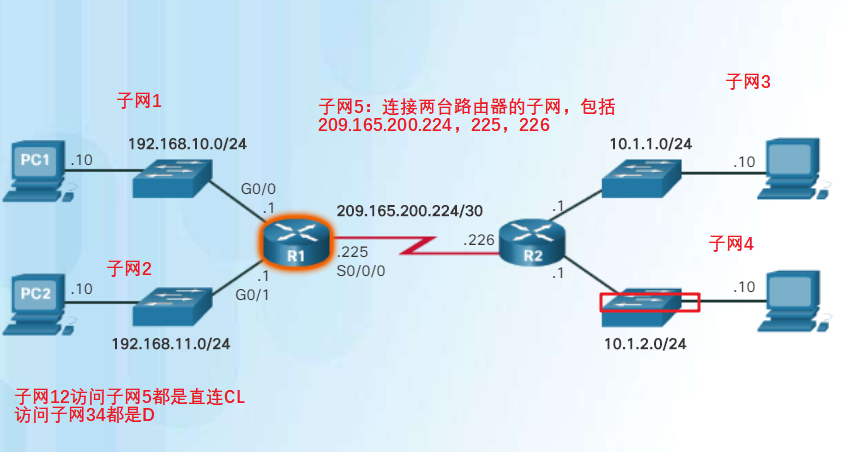 子网1
子网3
子网5：连接两台路由器的子网，包括
209.165.200.224，225，226
192.168.10.0/24
10.1.1.0/24
PC1
.10
.10
G0/0
.1
209.165.200.224/30
.1
.226
R1
.225
R2
S0/0/0
子网4
子网2
.1
.1
PC2
.10
G0/1
.10
192.168.11.0/24
10.1.2.0/24
子网12访问子网5都是直连CL
访问子网34都是D